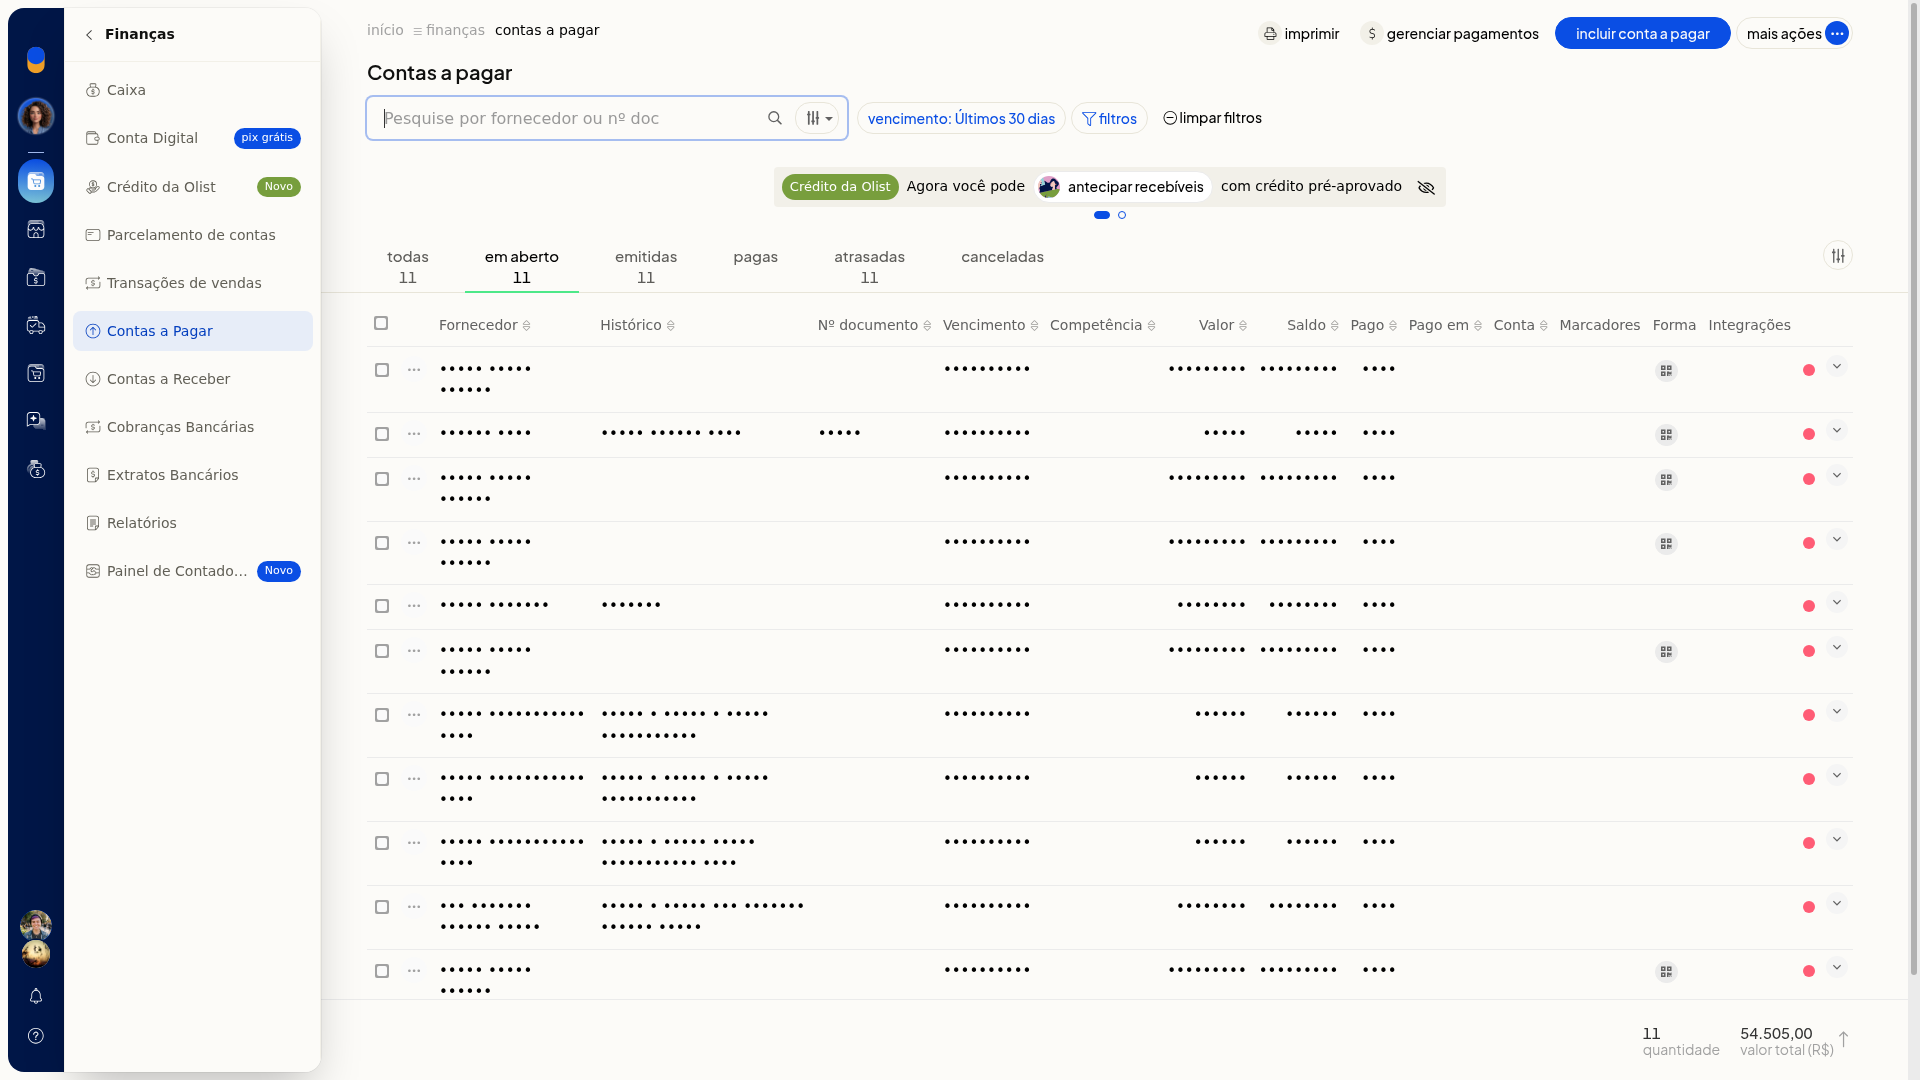 Finanças
Caixa
Conta Digital pix grátis
Crédito da Olist Novo
Parcelamento de contas
Transações de vendas
Contas a Pagar
Contas a Receber
Cobranças Bancárias
Extratos Bancários
Relatórios
Painel de Contado... Novo
início finanças contas a pagar
imprimir $ gerenciar pagamentos incluir conta a pagar mais ações
Contas a pagar
Pesquise por fornecedor ou nº doc
vencimento: Últimos 30 dias filtros limpar filtros
Crédito da Olist Agora você pode antecipar recebíveis com crédito pré-aprovado
todas em aberto emitidas pagas atrasadas canceladas
11 11 11 11
Fornecedor Histórico Nº documento Vencimento Competência Valor Saldo Pago Pago em Conta Marcadores Forma Integrações
11 54.505,00
quantidade valor total (R$)